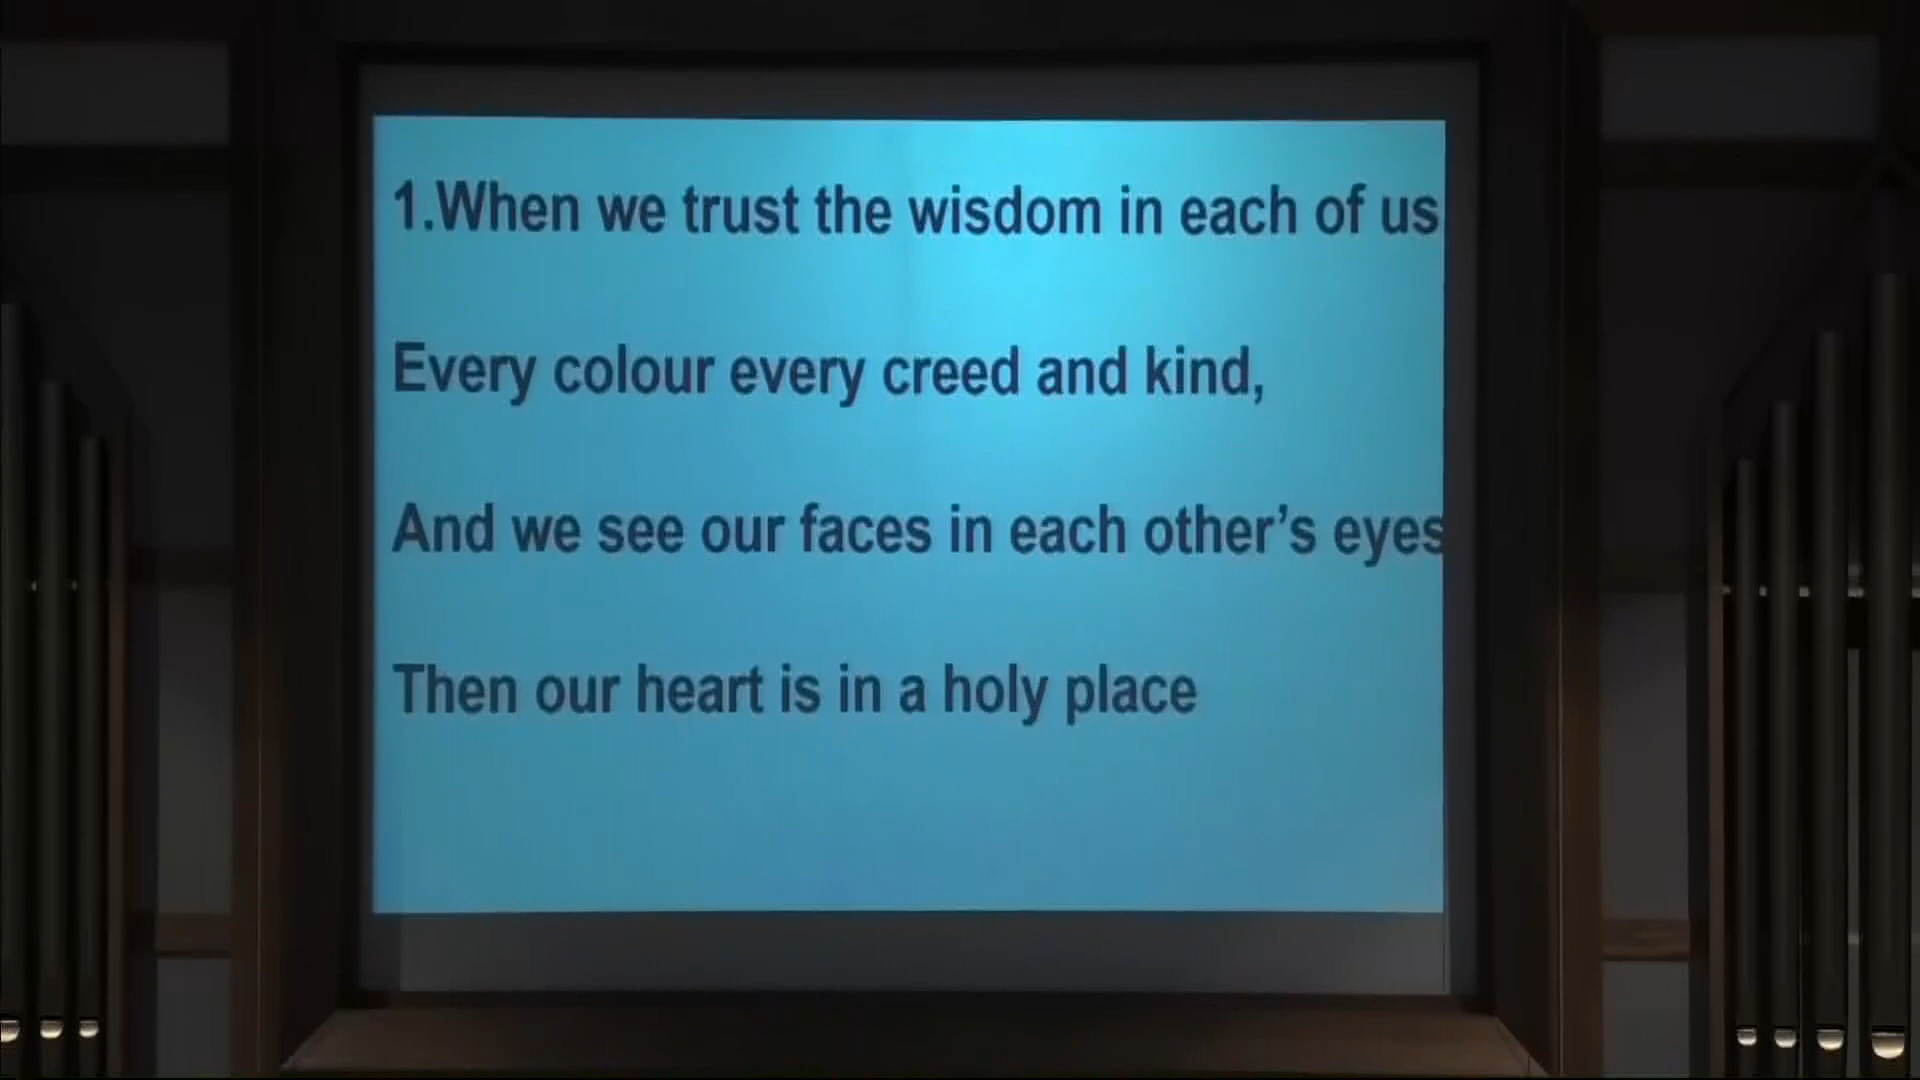 1.When we trust the wisdom in each of us
Every colour every creed and kind,
And we see our faces in each other’s eyes
Then our heart is in a holy place